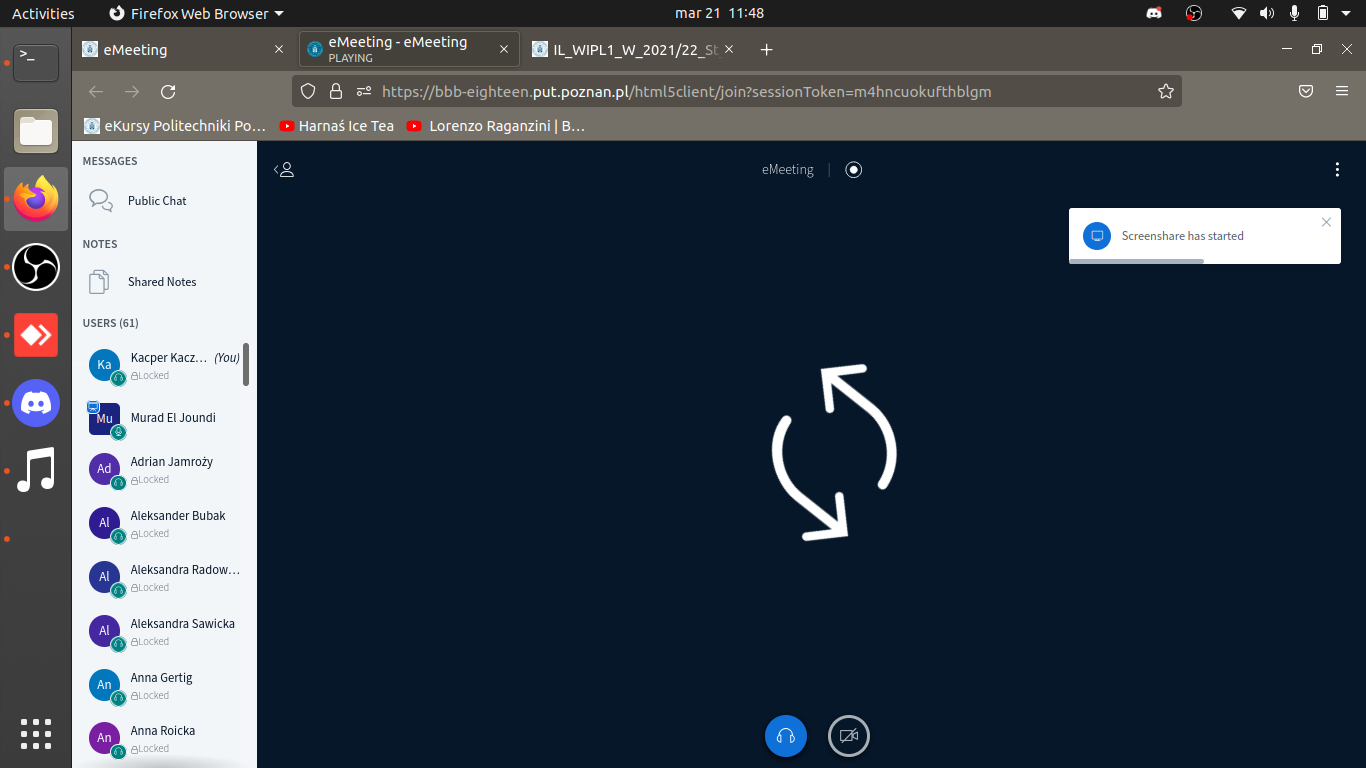 Activities
Firefox Web Browser
mar 21 11:48
eMeeting
eMeeting - eMeeting
PLAYING
IL_WIPL1_W_2021/22_St
https://bbb-eighteen.put.poznan.pl/html5client/join?sessionToken=m4hncuokufthblgm
eKursy Politechniki Po…
Harnaś Ice Tea
Lorenzo Raganzini | B…
MESSAGES
Public Chat
NOTES
Shared Notes
USERS (61)
Ka
Kacper Kacz… (You)
Locked
Mu
Murad El Joundi
Ad
Adrian Jamroży
Locked
Al
Aleksander Bubak
Locked
Al
Aleksandra Radow…
Locked
Al
Aleksandra Sawicka
Locked
An
Anna Gertig
Locked
An
Anna Roicka
Locked
eMeeting
Screenshare has started